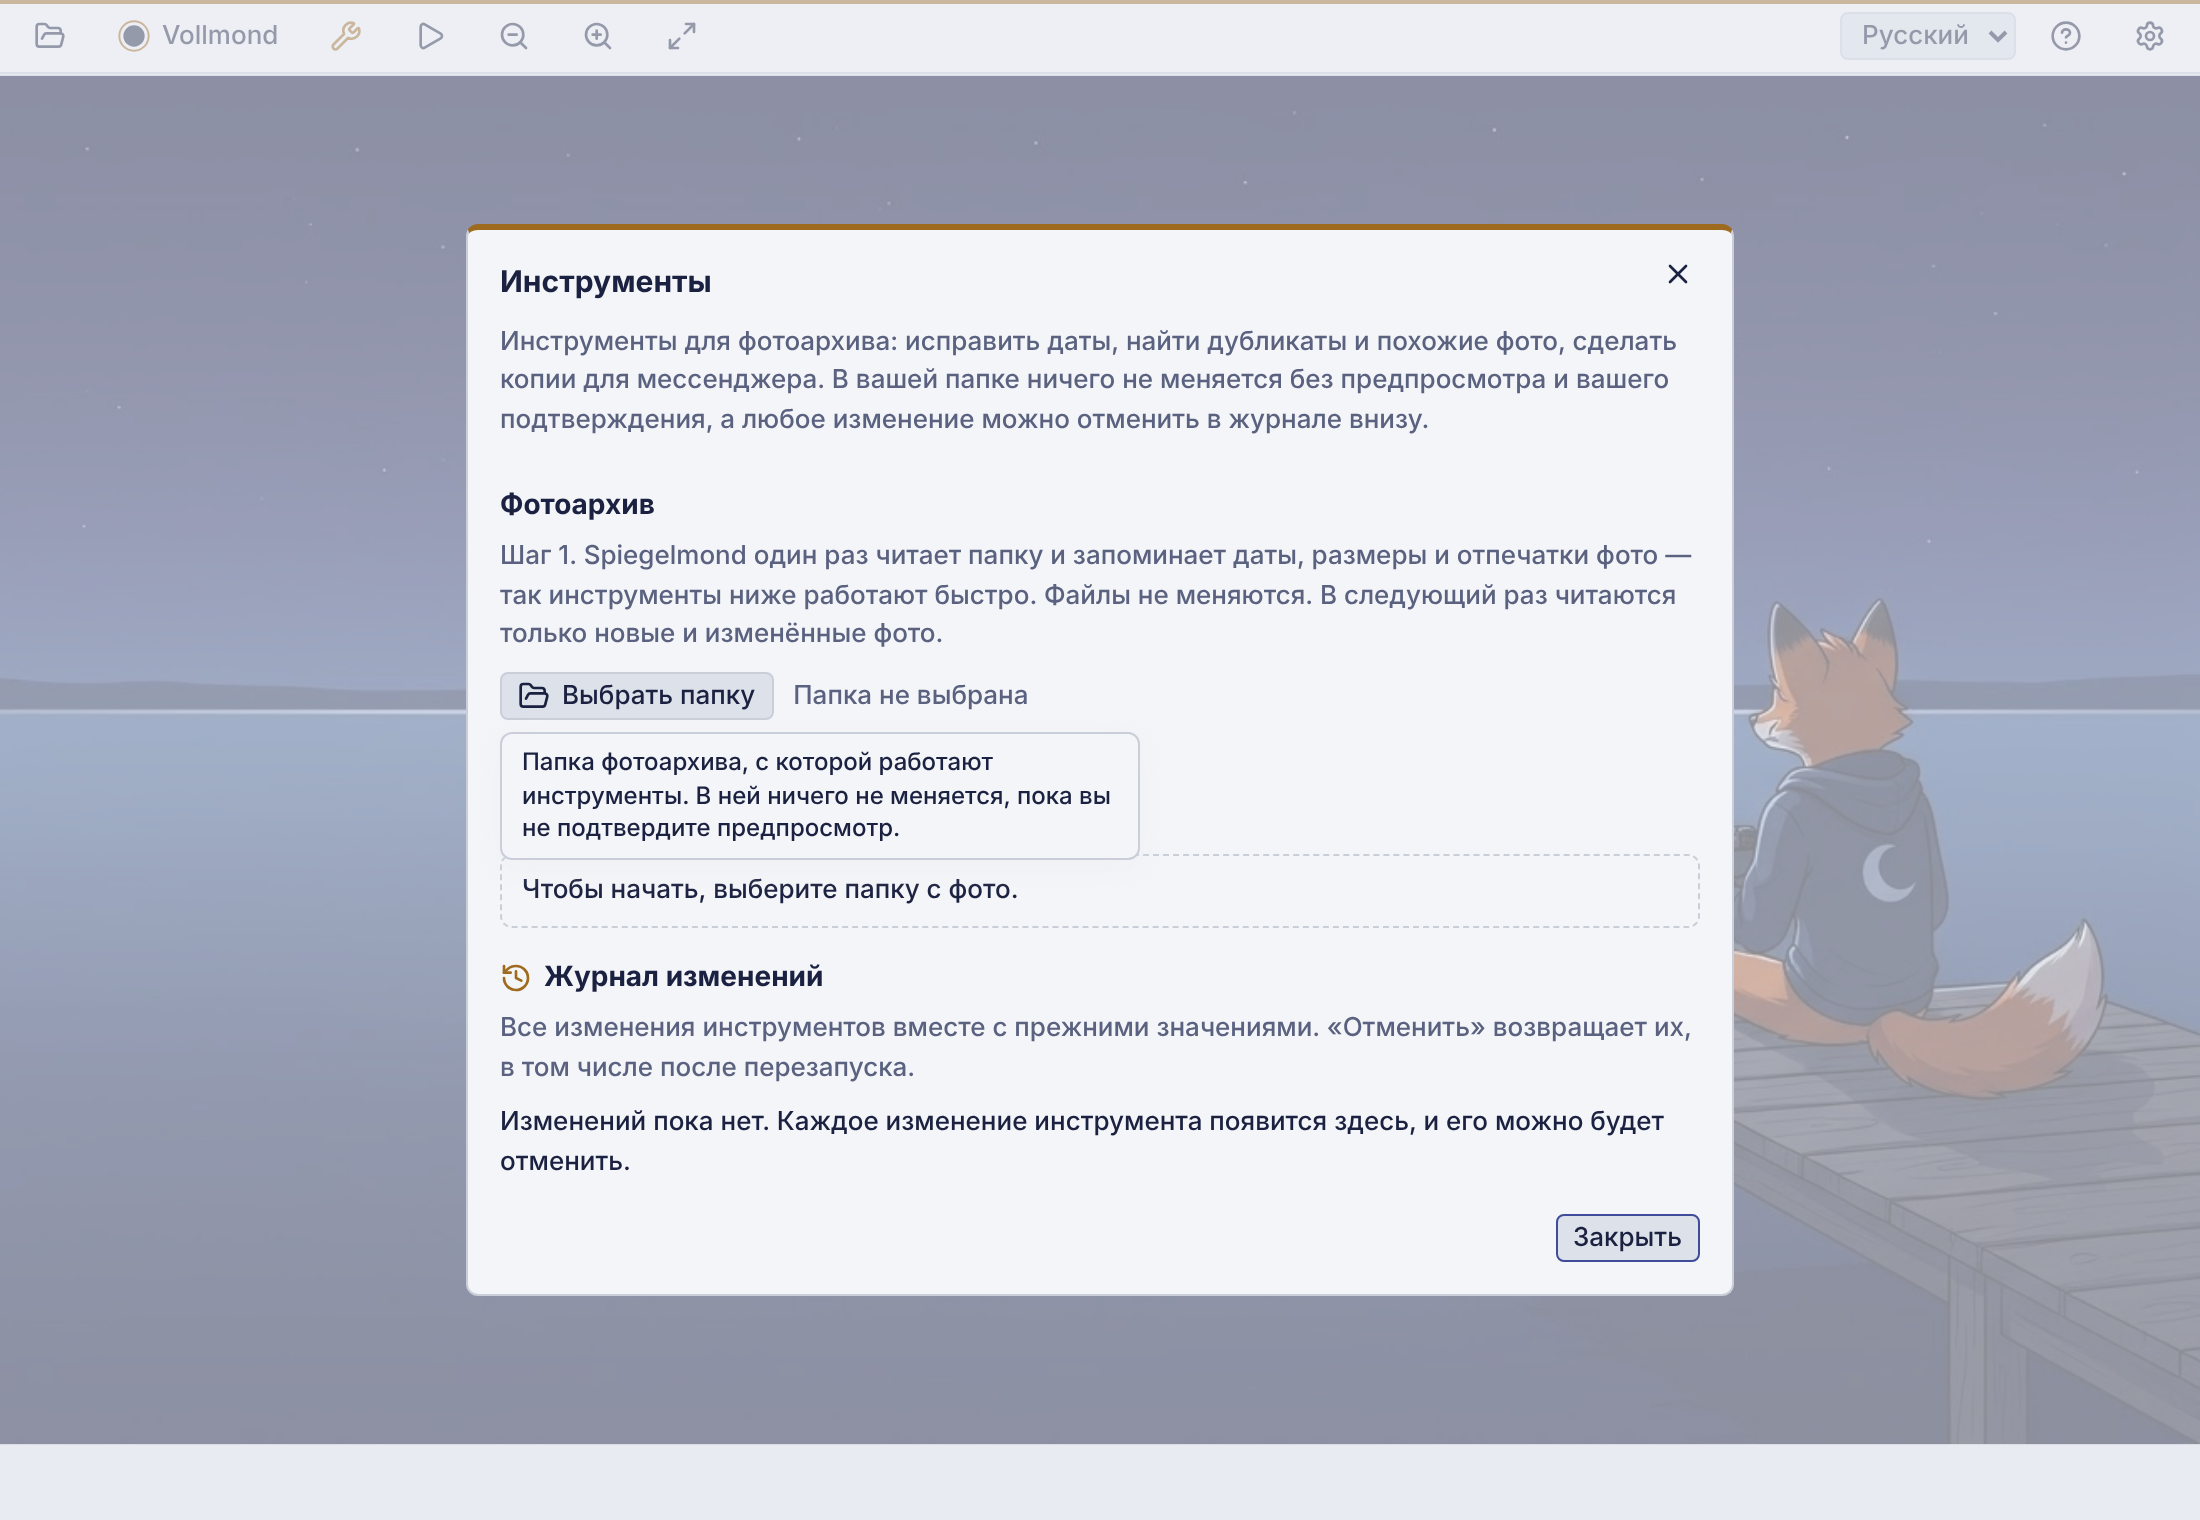 Vollmond
Русский
Инструменты
Инструменты для фотоархива: исправить даты, найти дубликаты и похожие фото, сделать
копии для мессенджера. В вашей папке ничего не меняется без предпросмотра и вашего
подтверждения, а любое изменение можно отменить в журнале внизу.
Фотоархив
Шаг 1. Spiegelmond один раз читает папку и запоминает даты, размеры и отпечатки фото —
так инструменты ниже работают быстро. Файлы не меняются. В следующий раз читаются
только новые и изменённые фото.
Выбрать папку
Папка не выбрана
Папка фотоархива, с которой работают
инструменты. В ней ничего не меняется, пока вы
не подтвердите предпросмотр.
Чтобы начать, выберите папку с фото.
Журнал изменений
Все изменения инструментов вместе с прежними значениями. «Отменить» возвращает их,
в том числе после перезапуска.
Изменений пока нет. Каждое изменение инструмента появится здесь, и его можно будет
отменить.
Закрыть